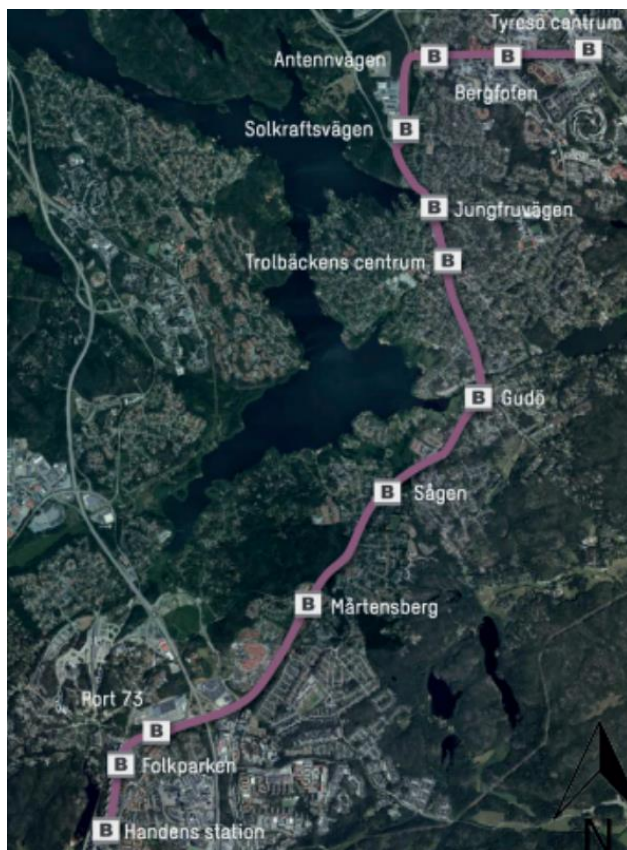 Tyresö centrum
B
B
B
Antennvägen
Bergfoten
Solkraftsvägen
B
B
Jungfruvägen
Trolbäckens centrum
B
B
Gudö
B
Sågen
B
Mårtensberg
Port 73
B
B
Folkparken
B
Handens station
N